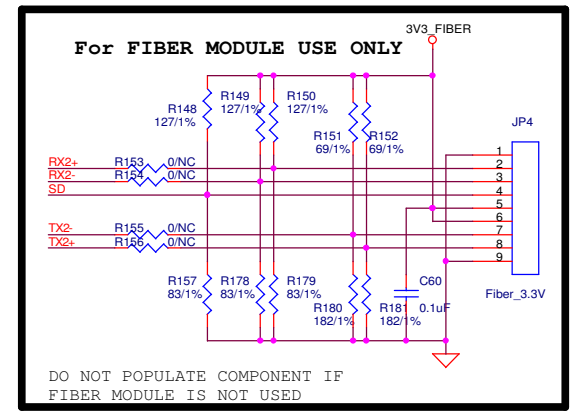 3V3_FIBER
For FIBER MODULE USE ONLY
R149 R150
R148 127/1% 127/1%
127/1%
JP4
R151 R152
69/1% 69/1%
1
RX2+ R153 0/NC 2
RX2- R154 0/NC 3
SD 4
5
6
TX2- R155 0/NC 7
TX2+ R156 0/NC 8
9
R157 R178 R179 C60
83/1% 83/1% 83/1% Fiber_3.3V
R180 R181 0.1uF
182/1% 182/1%
DO NOT POPULATE COMPONENT IF
FIBER MODULE IS NOT USED